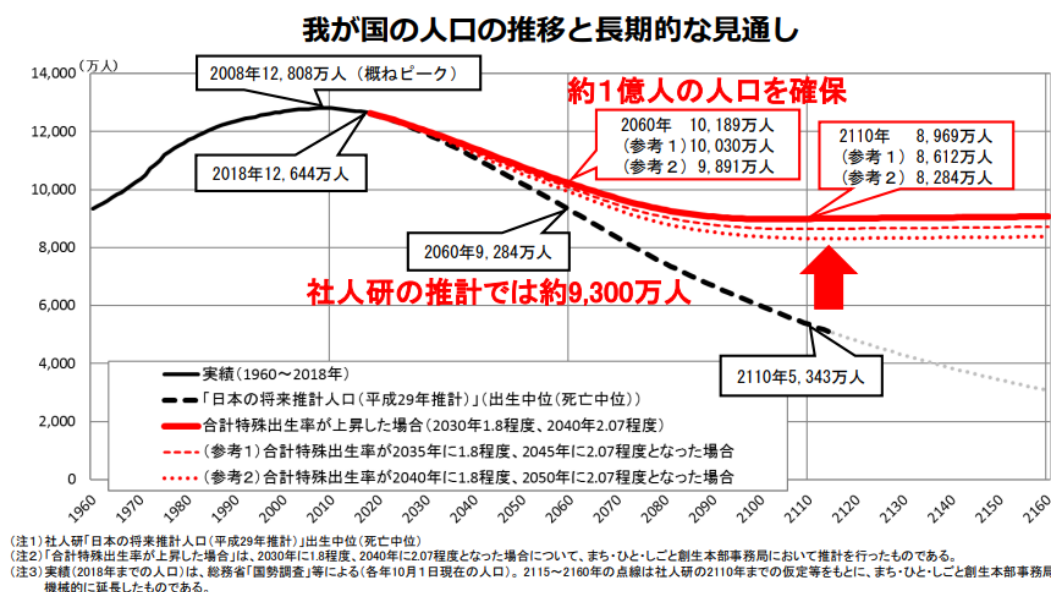 我が国の人口の推移と長期的な見通し
(万人)
14,000
12,000
10,000
8,000
6,000
4,000
2,000
0
2008年12,808万人（概ねピーク）
2018年12,644万人
約１億人の人口を確保
2060年　10,189万人
(参考１) 10,030万人
(参考２)　9,891万人
2110年　8,969万人
(参考１) 8,612万人
(参考２) 8,284万人
2060年9,284万人
社人研の推計では約9,300万人
2110年5,343万人
実績(1960～2018年)
「日本の将来推計人口(平成29年推計)」(出生中位(死亡中位))
合計特殊出生率が上昇した場合(2030年1.8程度、2040年2.07程度)
(参考１)合計特殊出生率が2035年に1.8程度、2045年に2.07程度となった場合
(参考２)合計特殊出生率が2040年に1.8程度、2050年に2.07程度となった場合
1960 1970 1980 1990 2000 2010 2020 2030 2040 2050 2060 2070 2080 2090 2100 2110 2120 2130 2140 2150 2160
(注１)社人研「日本の将来推計人口(平成29年推計)」出生中位(死亡中位)
(注２)「合計特殊出生率が上昇した場合」は、2030年に1.8程度、2040年に2.07程度となった場合について、まち・ひと・しごと創生本部事務局において推計を行ったものである。
(注３)実績(2018年までの人口)は、総務省「国勢調査」等による(各年10月１日現在の人口)。2115～2160年の点線は社人研の2110年までの仮定等をもとに、まち・ひと・しごと創生本部事務局
機械的に延長したものである。